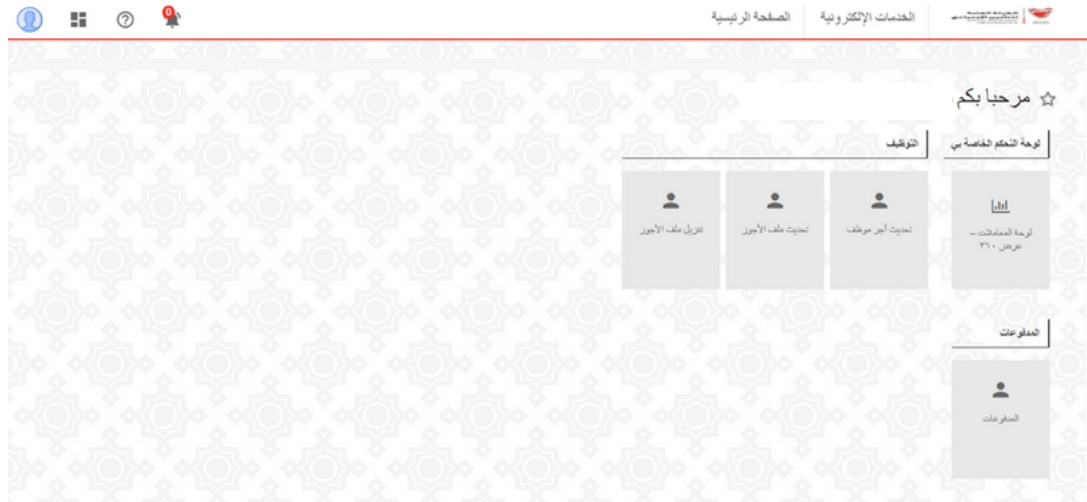 الخدمات الإلكترونية
الصفحة الرئيسية
0
مرحبا بكم
لوحة التحكم الخاصة بي
التوظيف
لوحة المعاملات –
عرض ٣٦٠
تحديث أجر موظف
تحديث ملف الأجور
تنزيل ملف الأجور
المدفوعات
المدفوعات